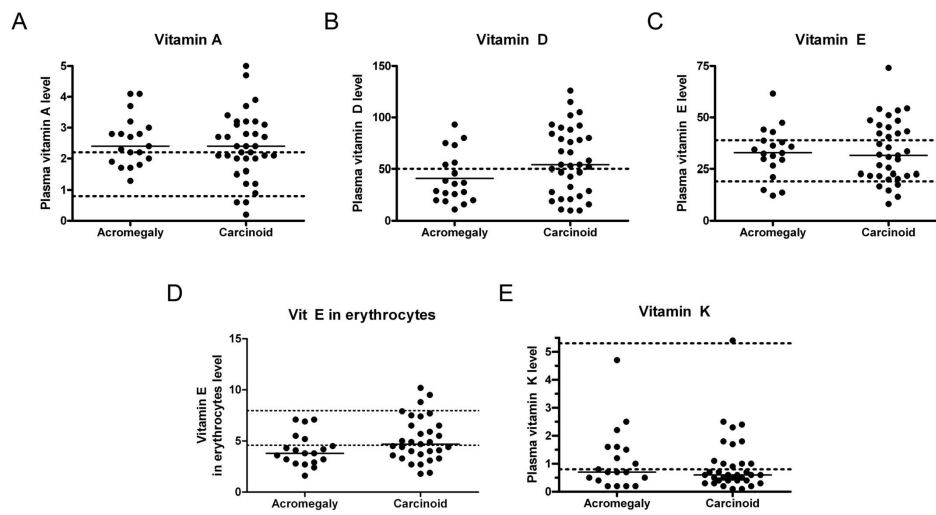 A
Vitamin A
Plasma vitamin A level
5
4
3
2
1
0
Acromegaly
Carcinoid
B
Vitamin D
Plasma vitamin D level
150
100
50
0
Acromegaly
Carcinoid
C
Vitamin E
Plasma vitamin E level
75
50
25
0
Acromegaly
Carcinoid
D
Vit E in erythrocytes
Vitamin E
in erythrocytes level
15
10
5
0
Acromegaly
Carcinoid
E
Vitamin K
Plasma vitamin K level
5
2
1
0
Acromegaly
Carcinoid